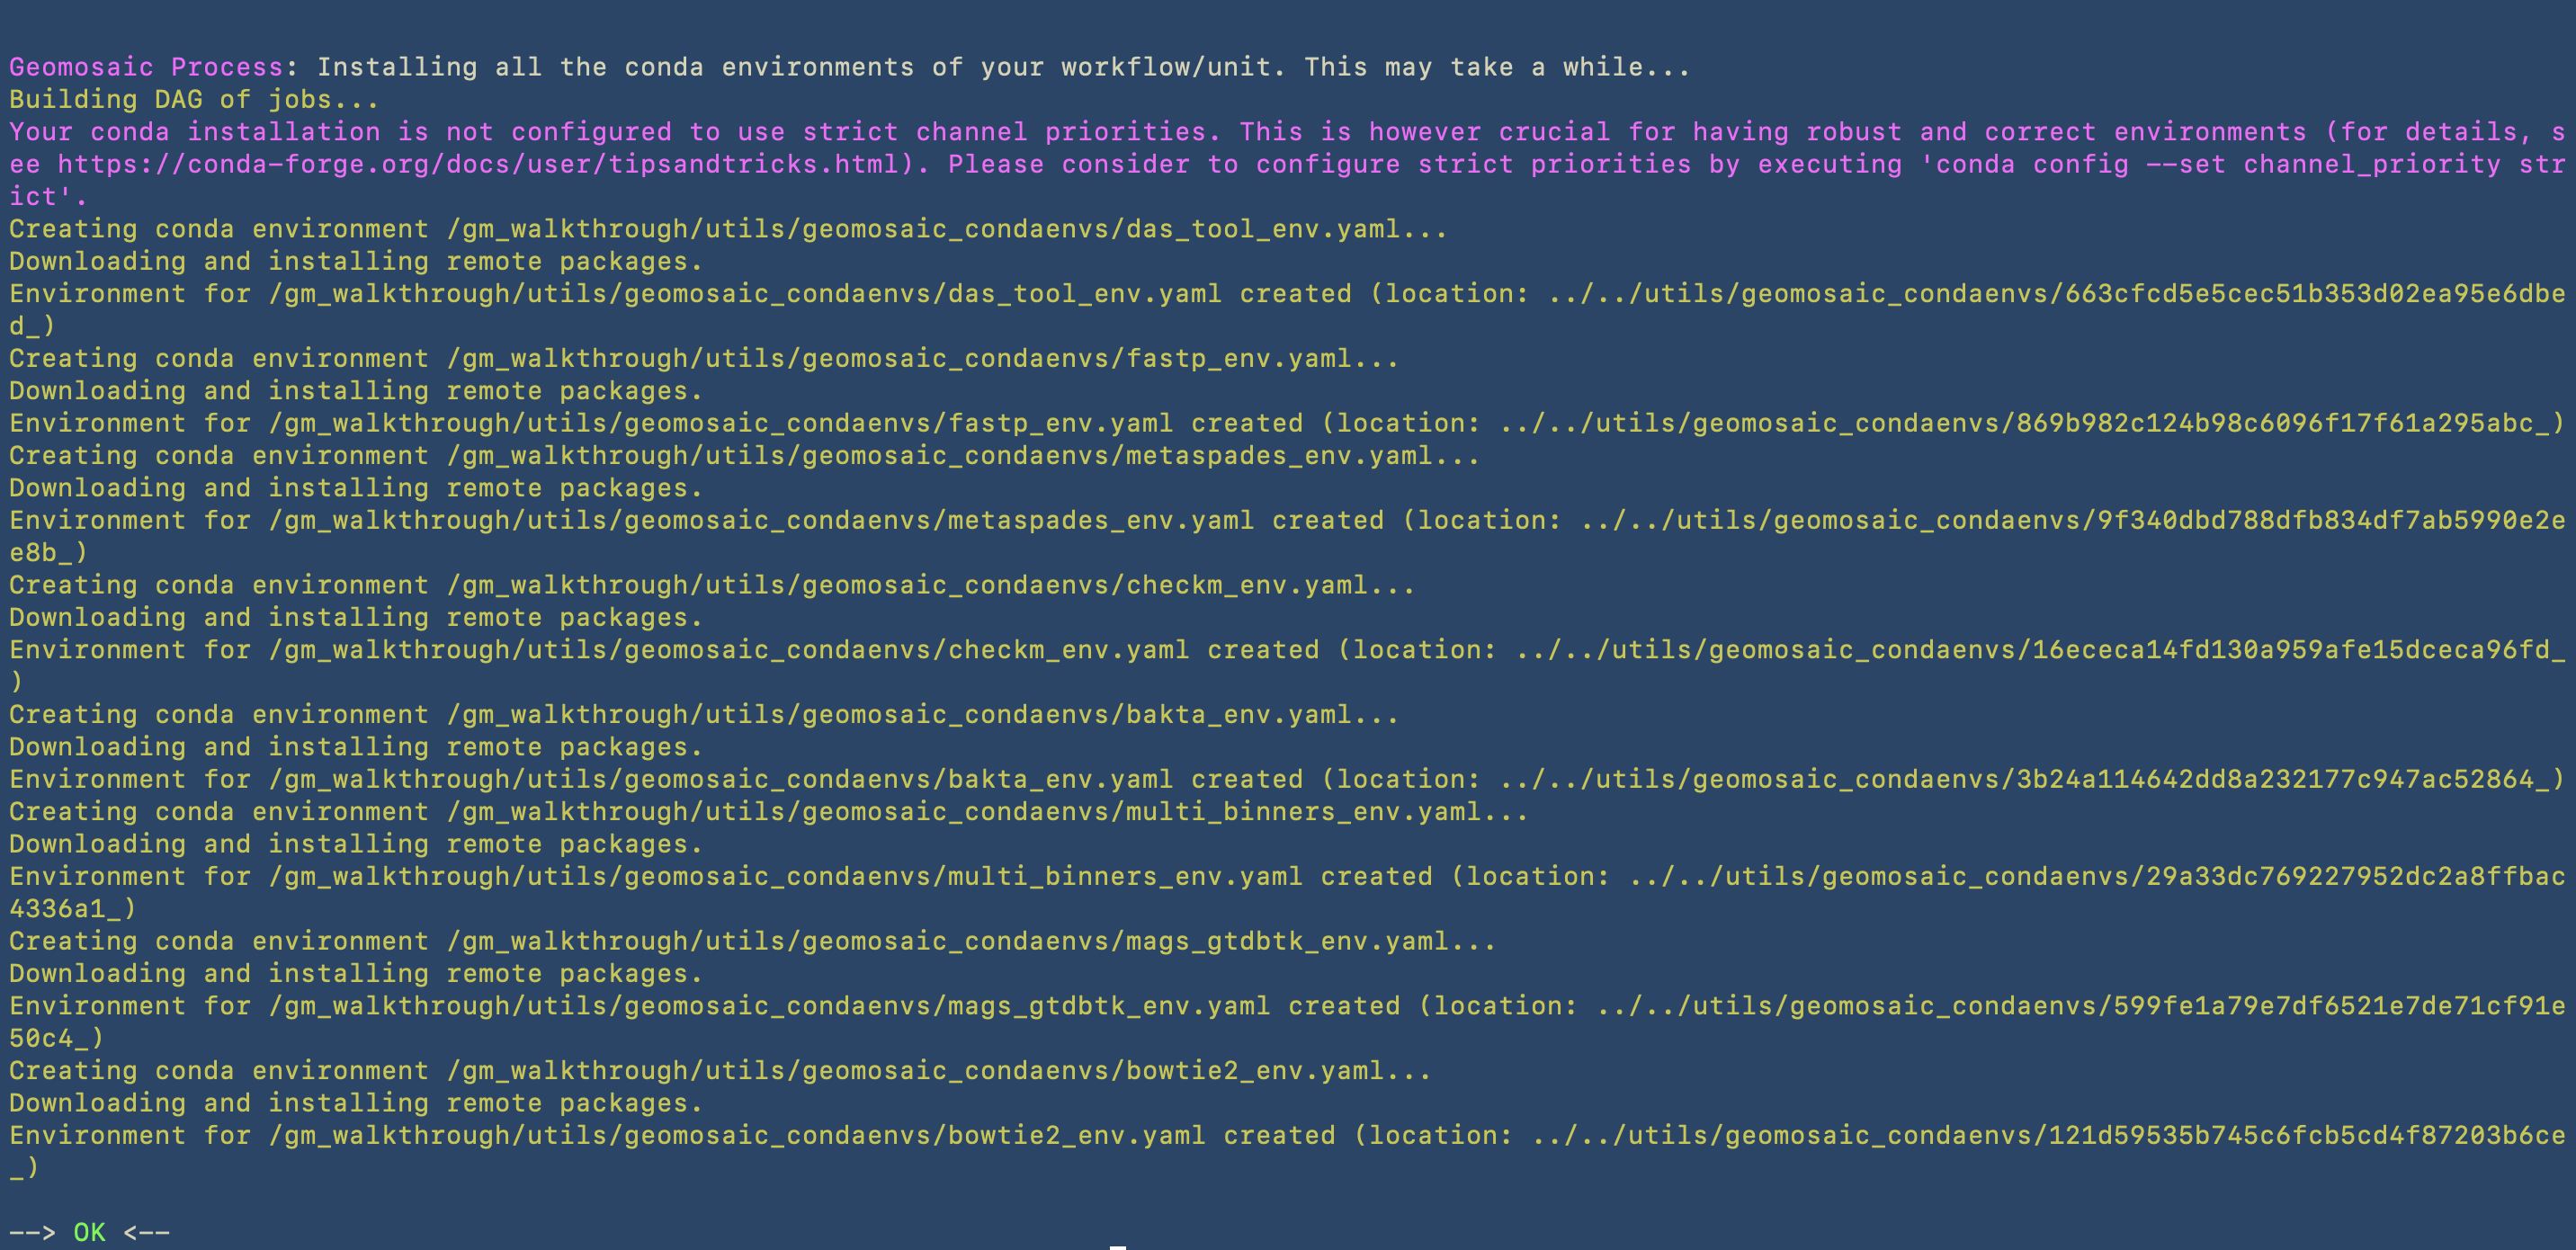 Geomosaic Process: Installing all the conda environments of your workflow/unit. This may take a while...
Building DAG of jobs...
Your conda installation is not configured to use strict channel priorities. This is however crucial for having robust and correct environments (for details, s
ee https://conda-forge.org/docs/user/tipsandtricks.html). Please consider to configure strict priorities by executing 'conda config --set channel_priority str
ict'.
Creating conda environment /gm_walkthrough/utils/geomosaic_condaenvs/das_tool_env.yaml...
Downloading and installing remote packages.
Environment for /gm_walkthrough/utils/geomosaic_condaenvs/das_tool_env.yaml created (location: ../../utils/geomosaic_condaenvs/663cfcd5e5cec51b353d02ea95e6dbe
d_)
Creating conda environment /gm_walkthrough/utils/geomosaic_condaenvs/fastp_env.yaml...
Downloading and installing remote packages.
Environment for /gm_walkthrough/utils/geomosaic_condaenvs/fastp_env.yaml created (location: ../../utils/geomosaic_condaenvs/869b982c124b98c6096f17f61a295abc_)
Creating conda environment /gm_walkthrough/utils/geomosaic_condaenvs/metaspades_env.yaml...
Downloading and installing remote packages.
Environment for /gm_walkthrough/utils/geomosaic_condaenvs/metaspades_env.yaml created (location: ../../utils/geomosaic_condaenvs/9f340dbd788dfb834df7ab5990e2e
e8b_)
Creating conda environment /gm_walkthrough/utils/geomosaic_condaenvs/checkm_env.yaml...
Downloading and installing remote packages.
Environment for /gm_walkthrough/utils/geomosaic_condaenvs/checkm_env.yaml created (location: ../../utils/geomosaic_condaenvs/16ececa14fd130a959afe15dceca96fd_
)
Creating conda environment /gm_walkthrough/utils/geomosaic_condaenvs/bakta_env.yaml...
Downloading and installing remote packages.
Environment for /gm_walkthrough/utils/geomosaic_condaenvs/bakta_env.yaml created (location: ../../utils/geomosaic_condaenvs/3b24a114642dd8a232177c947ac52864_)
Creating conda environment /gm_walkthrough/utils/geomosaic_condaenvs/multi_binners_env.yaml...
Downloading and installing remote packages.
Environment for /gm_walkthrough/utils/geomosaic_condaenvs/multi_binners_env.yaml created (location: ../../utils/geomosaic_condaenvs/29a33dc769227952dc2a8ffbac
4336a1_)
Creating conda environment /gm_walkthrough/utils/geomosaic_condaenvs/mags_gtdbtk_env.yaml...
Downloading and installing remote packages.
Environment for /gm_walkthrough/utils/geomosaic_condaenvs/mags_gtdbtk_env.yaml created (location: ../../utils/geomosaic_condaenvs/599fe1a79e7df6521e7de71cf91e
50c4_)
Creating conda environment /gm_walkthrough/utils/geomosaic_condaenvs/bowtie2_env.yaml...
Downloading and installing remote packages.
Environment for /gm_walkthrough/utils/geomosaic_condaenvs/bowtie2_env.yaml created (location: ../../utils/geomosaic_condaenvs/121d59535b745c6fcb5cd4f87203b6ce
_)
--> OK <--